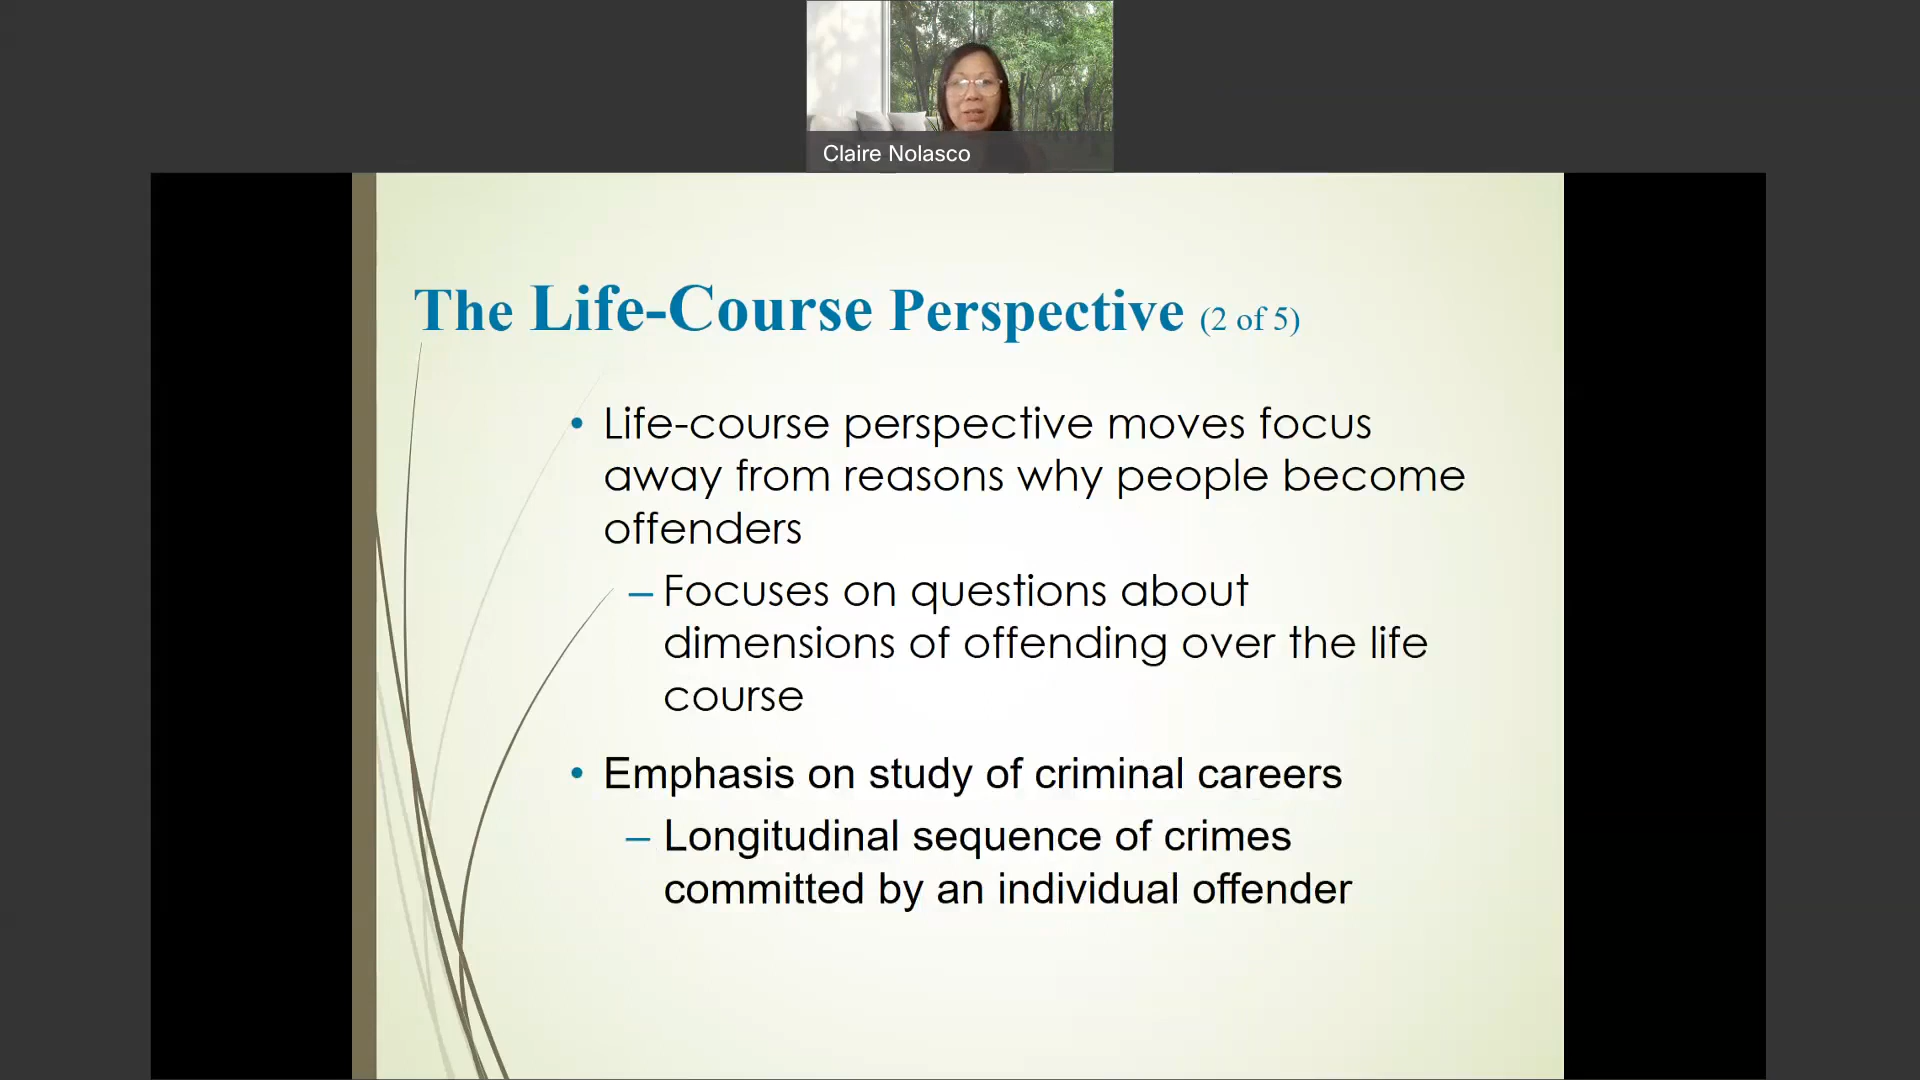 Claire Nolasco
The Life-Course Perspective (2 of 5)
• Life-course perspective moves focus
away from reasons why people become
offenders
– Focuses on questions about
dimensions of offending over the life
course
• Emphasis on study of criminal careers
– Longitudinal sequence of crimes
committed by an individual offender